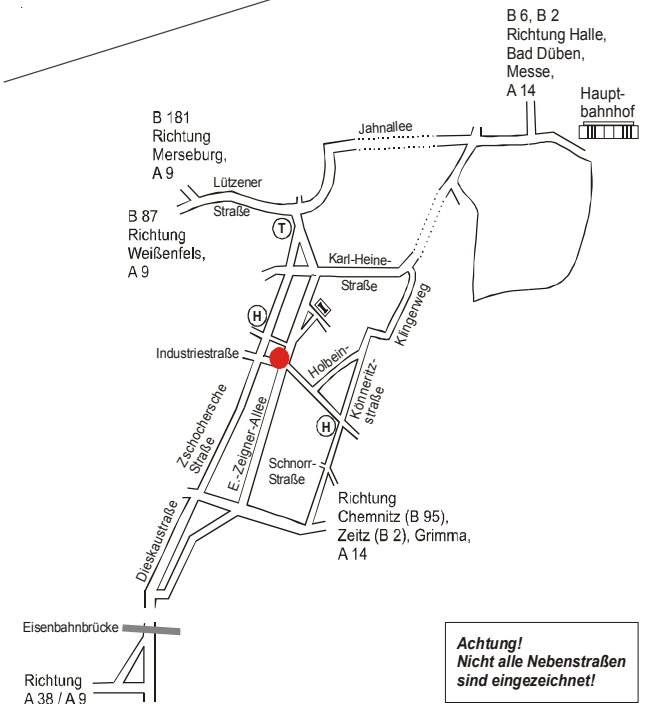 B 6, B 2
Richtung Halle,
Bad Düben,
Messe,
A 14
Haupt-
bahnhof
Jahnallee
B 181
Richtung
Merseburg,
A 9
Lützener
Straße
B 87
Richtung
Weißenfels,
A 9
T
Karl-Heine-
Straße
Klingerweg
H
Industriestraße
Holbein-
Könneritz-
straße
Zschochersche
Straße
E.-Zeigner-Allee
H
Schnorr-
Straße
Richtung
Chemnitz (B 95),
Zeitz (B 2), Grimma,
A 14
Dieskaustraße
Eisenbahnbrücke
Richtung
A 38 / A 9
Achtung!
Nicht alle Nebenstraßen
sind eingezeichnet!